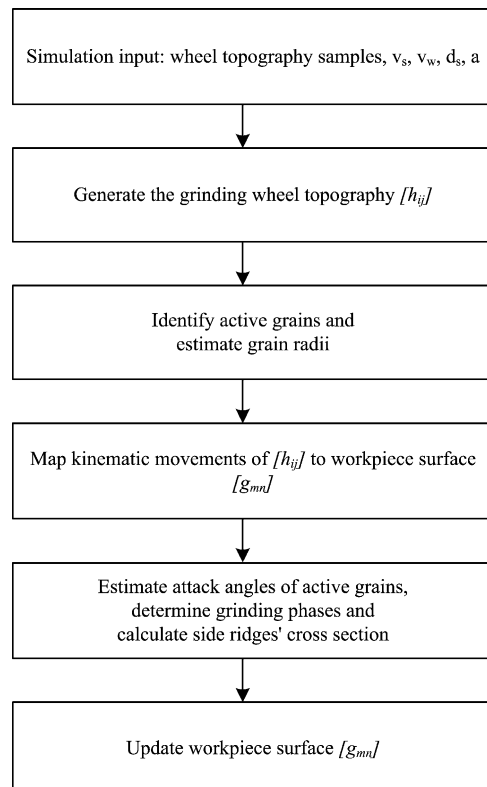 Simulation input: wheel topography samples, vs, vw, ds, a
Generate the grinding wheel topography [hij]
Identify active grains and
estimate grain radii
Map kinematic movements of [hij] to workpiece surface
[gmn]
Estimate attack angles of active grains,
determine grinding phases and
calculate side ridges' cross section
Update workpiece surface [gmn]